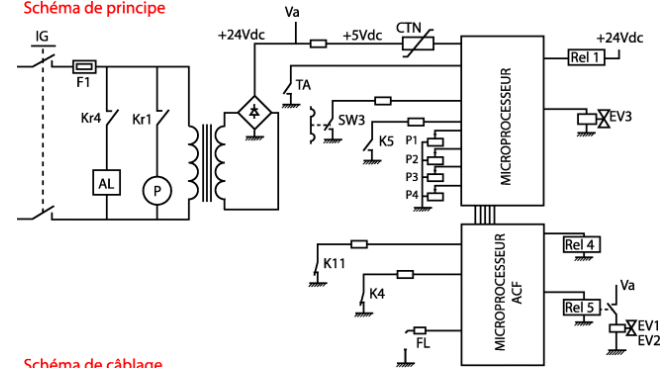 Schéma de principe
IG
F1
Kr4
Kr1
AL
P
+24Vdc
Va
+5Vdc
CTN
TA
SW3
K5
P1
P2
P3
P4
MICROPROCESSEUR
Rel 1
+24Vdc
EV3
K11
K4
FL
MICROPROCESSEUR
ACF
Rel 4
Rel 5
Va
EV1
EV2
Schéma de câblage